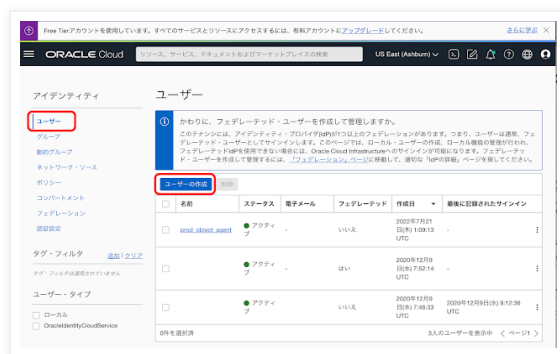 Free Tierアカウントを使用しています。すべてのサービスとリソースにアクセスするには、有料アカウントにアップグレードしてください。 さらに学ぶ ×
ORACLE Cloud リソース、サービス、ドキュメントおよびマーケットプレイスの検索 US East (Ashburn)
アイデンティティ
ユーザー
グループ
動的グループ
ネットワーク・ソース
ポリシー
コンパートメント
フェデレーション
認証設定
タグ・フィルタ 追加 | クリア
タグ・フィルタは適用されていません
ユーザー・タイプ
ローカル
OracleIdentityCloudService
ユーザー
かわりに、フェデレーテッド・ユーザーを作成して管理しますか。
このテナンシには、アイデンティティ・プロバイダ(IdP)が1つ以上のフェデレーションがあります。つまり、ユーザーは通常、フェ
デレーテッド・ユーザーとしてサインインします。このページでは、ローカル・ユーザーの作成、ローカル機能の管理が行われ、
フェデレーテッドIdPを使用できない場合には、Oracle Cloud Infrastructureへのサインインが可能になります。フェデレーテッ
ド・ユーザーを作成して管理するには、「フェデレーション」ページに移動して、適切な「IdPの詳細」ページを探してください。
ユーザーの作成 削除
名前 ステータス 電子メール フェデレーテッド 作成日 最後に記録されたサインイン
prod_object_agent ● アクティブ - いいえ 2022年7月21日(木) 1:09:13 UTC -
● アクティブ - はい 2020年12月9日(水) 7:52:14 UTC -
● アクティブ いいえ 2020年12月9日(水) 7:46:33 UTC 2020年12月9日(水) 8:12:36 UTC
0件を選択済 3人のユーザーを表示中 < ページ1 >